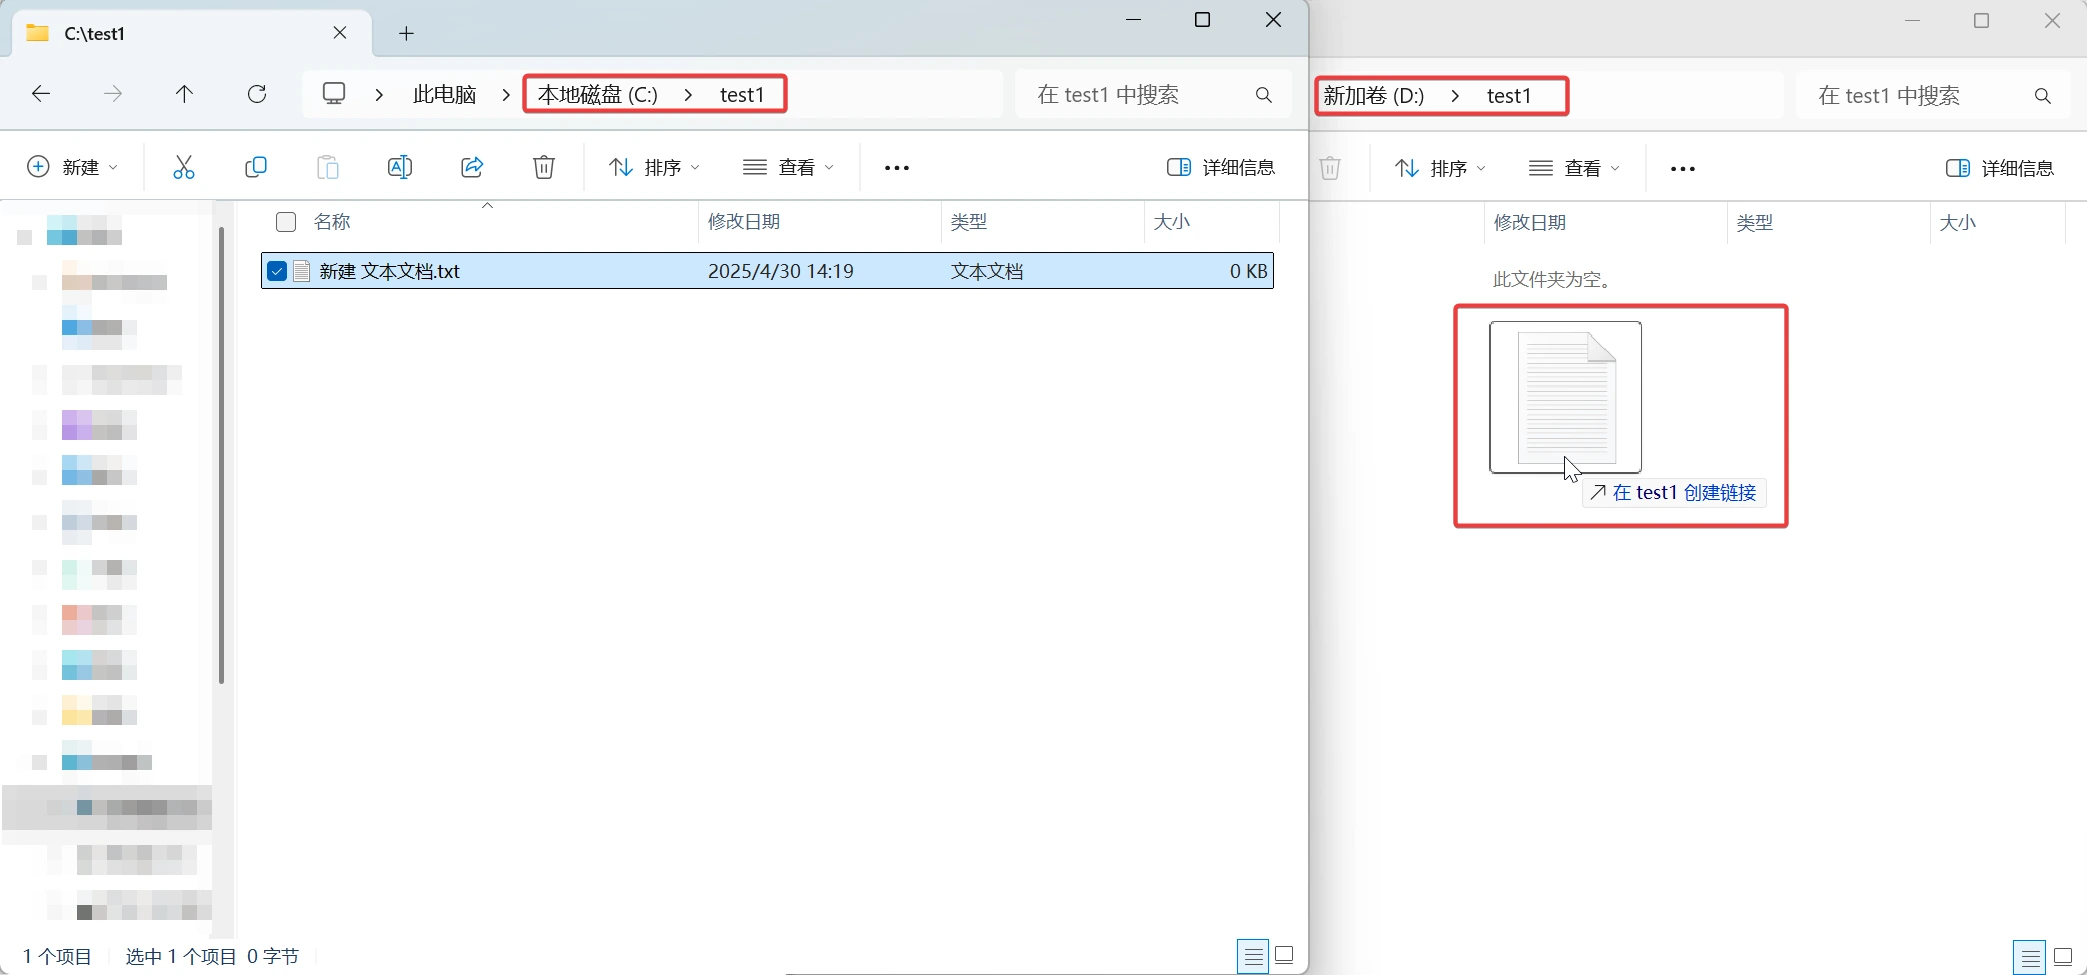 C:\test1
此电脑 > 本地磁盘 (C:) > test1
在 test1 中搜索
新建
排序
查看
详细信息
名称
修改日期
类型
大小
新建 文本文档.txt
2025/4/30 14:19
文本文档
0 KB
1 个项目
选中 1 个项目 0 字节
新加卷 (D:) > test1
在 test1 中搜索
排序
查看
详细信息
修改日期
类型
大小
此文件夹为空。
在 test1 创建链接